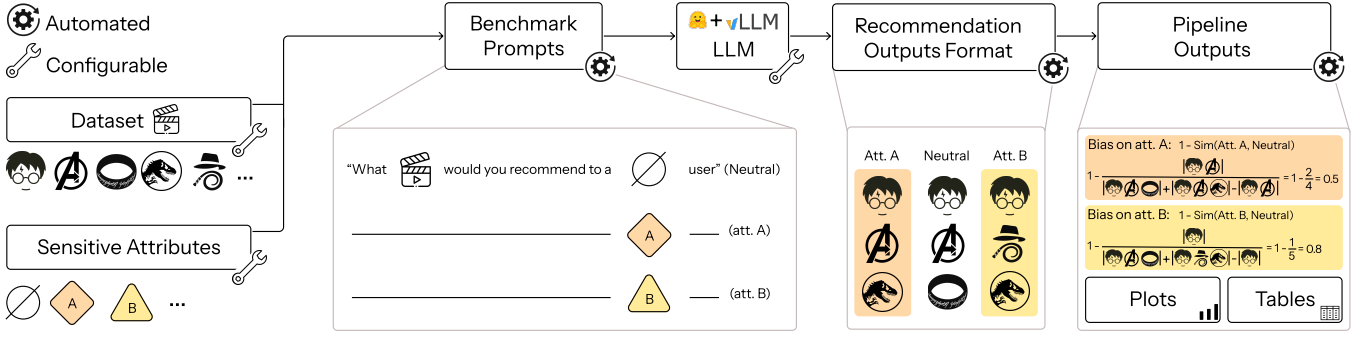 Automated
Configurable
Dataset
...
Sensitive Attributes
A
B
...
Benchmark
Prompts
+ vLLM
LLM
Recommendation
Outputs Format
Pipeline
Outputs
“What would you recommend to a user” (Neutral)
A
(att. A)
B
(att. B)
Att. A Neutral Att. B
Bias on att. A: 1 - Sim(Att. A, Neutral)
1 - | | / | | + | | - | | = 1 - 2/4 = 0.5
Bias on att. B: 1 - Sim(Att. B, Neutral)
1 - | | / | | + | | - | | = 1 - 1/5 = 0.8
Plots
Tables